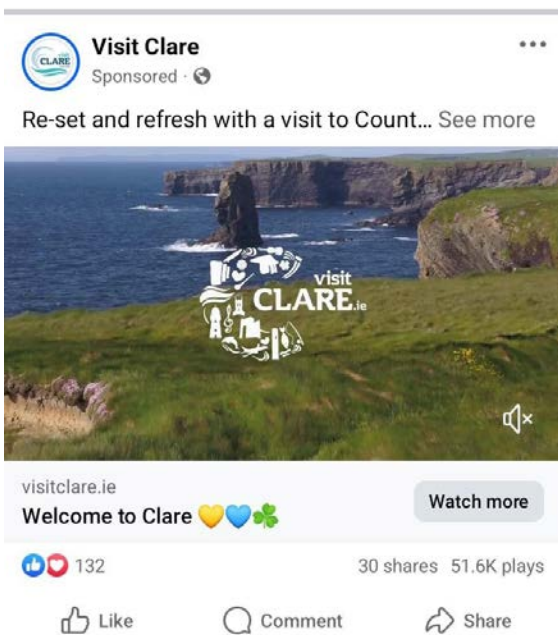 CLARE
Visit Clare
Sponsored ·
Re-set and refresh with a visit to Count... See more
visit
CLARE.ie
visitclare.ie
Welcome to Clare 💛💙☘️
Watch more
132
30 shares 51.6K plays
Like
Comment
Share